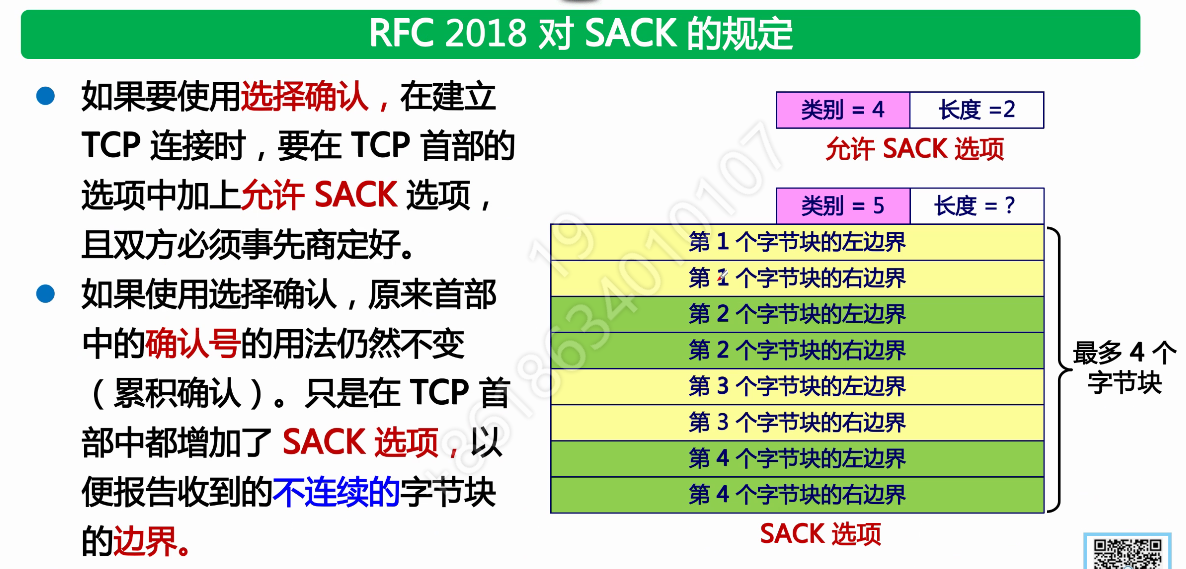 RFC 2018 对 SACK 的规定
如果要使用选择确认，在建立
TCP 连接时，要在 TCP 首部的
选项中加上允许 SACK 选项，
且双方必须事先商定好。
如果使用选择确认，原来首部
中的确认号的用法仍然不变
（累积确认）。只是在 TCP 首
部中都增加了 SACK 选项，以
便报告收到的不连续的字节块
的边界。
类别 = 4 长度 =2
允许 SACK 选项
类别 = 5 长度 = ?
第 1 个字节块的左边界
第 1 个字节块的右边界
第 2 个字节块的左边界
第 2 个字节块的右边界
第 3 个字节块的左边界
第 3 个字节块的右边界
第 4 个字节块的左边界
第 4 个字节块的右边界
最多 4 个
字节块
SACK 选项
19